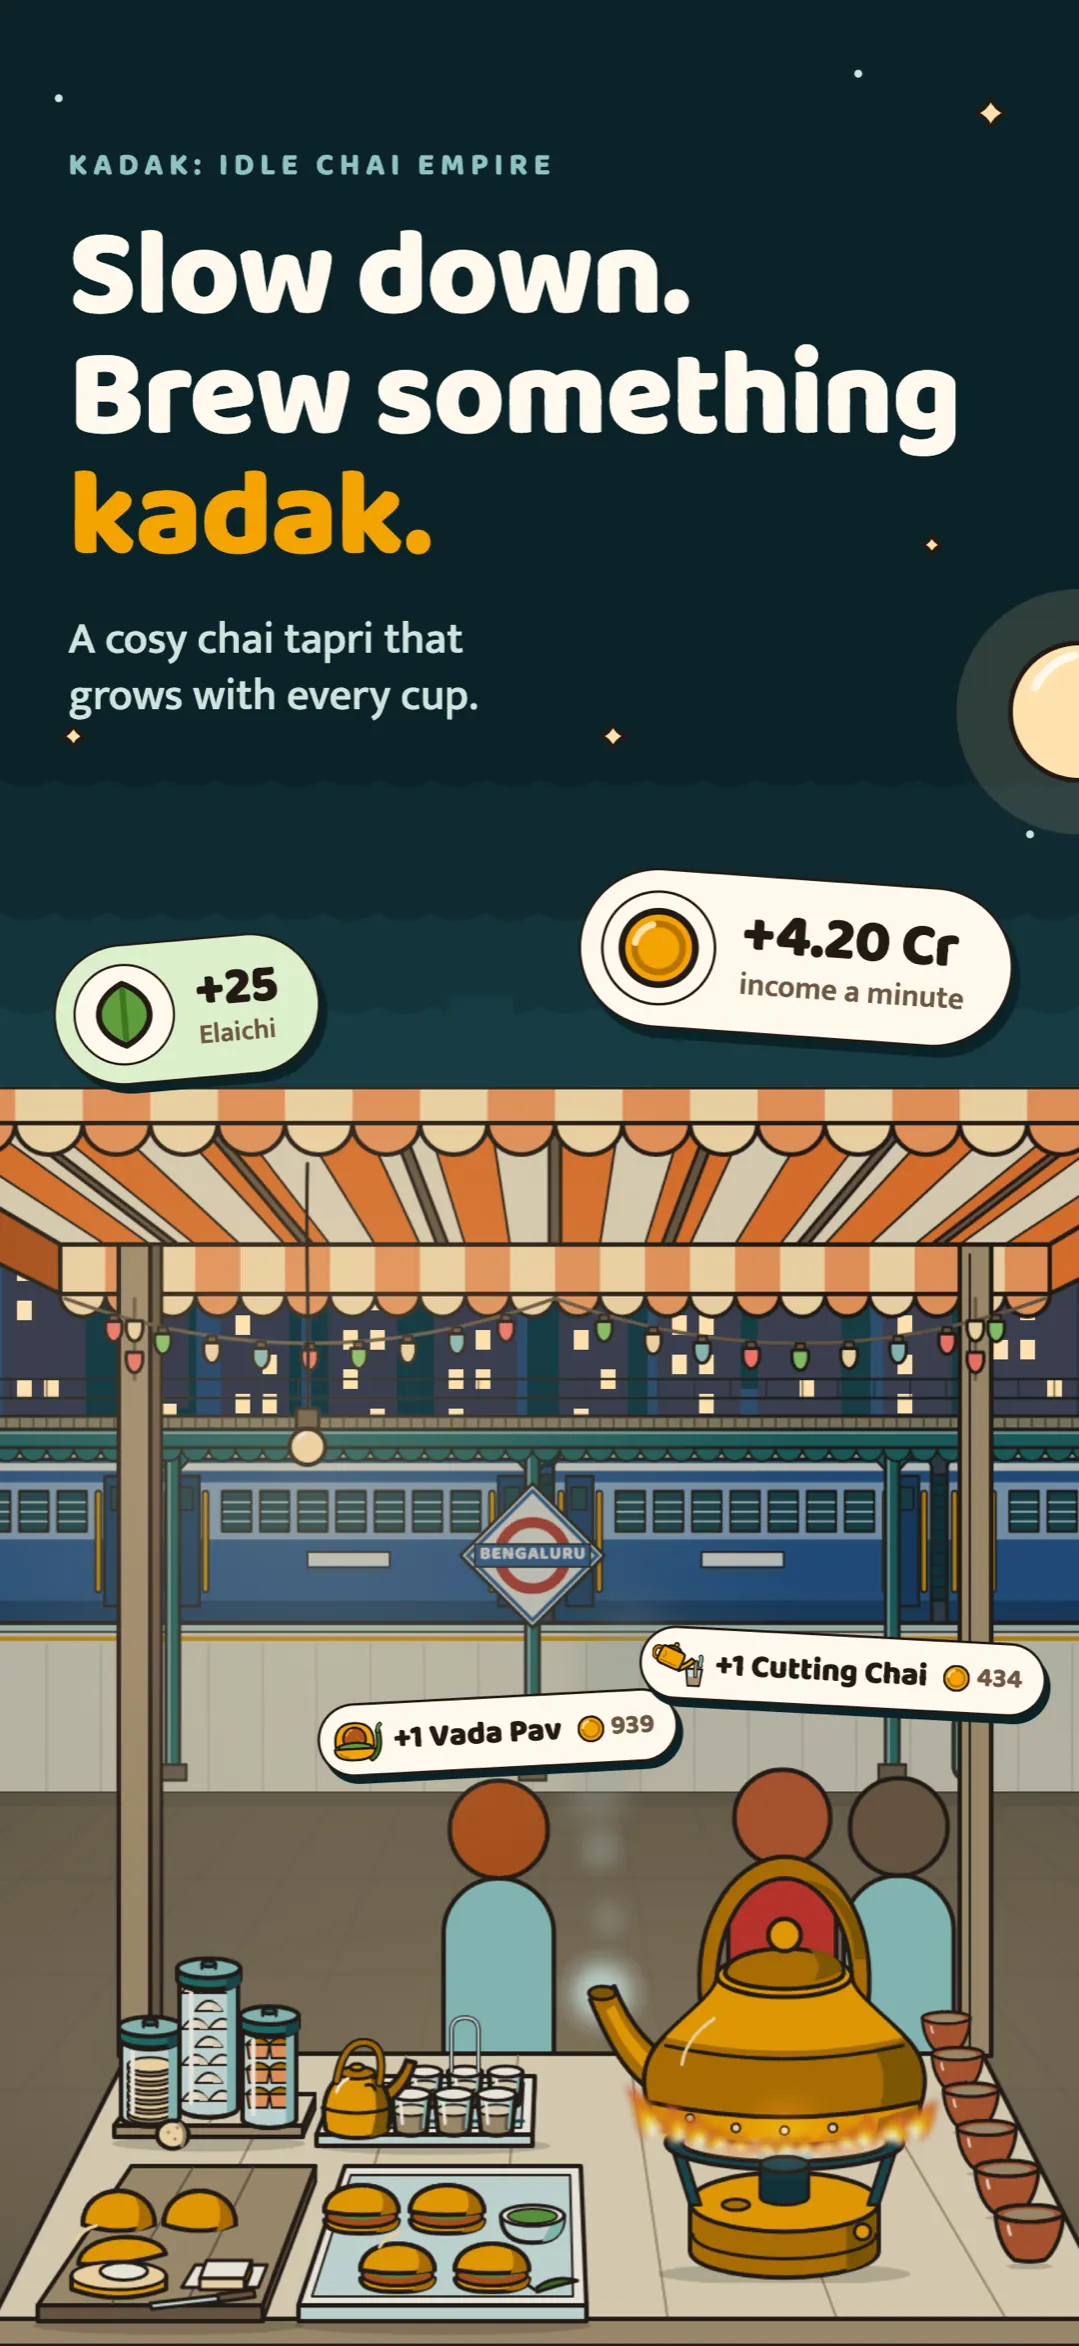 KADAK: IDLE CHAI EMPIRE
Slow down.
Brew something
kadak.
A cosy chai tapri that
grows with every cup.
+4.20 Cr
income a minute
+25
Elaichi
BENGALURU
+1 Cutting Chai 434
+1 Vada Pav 939